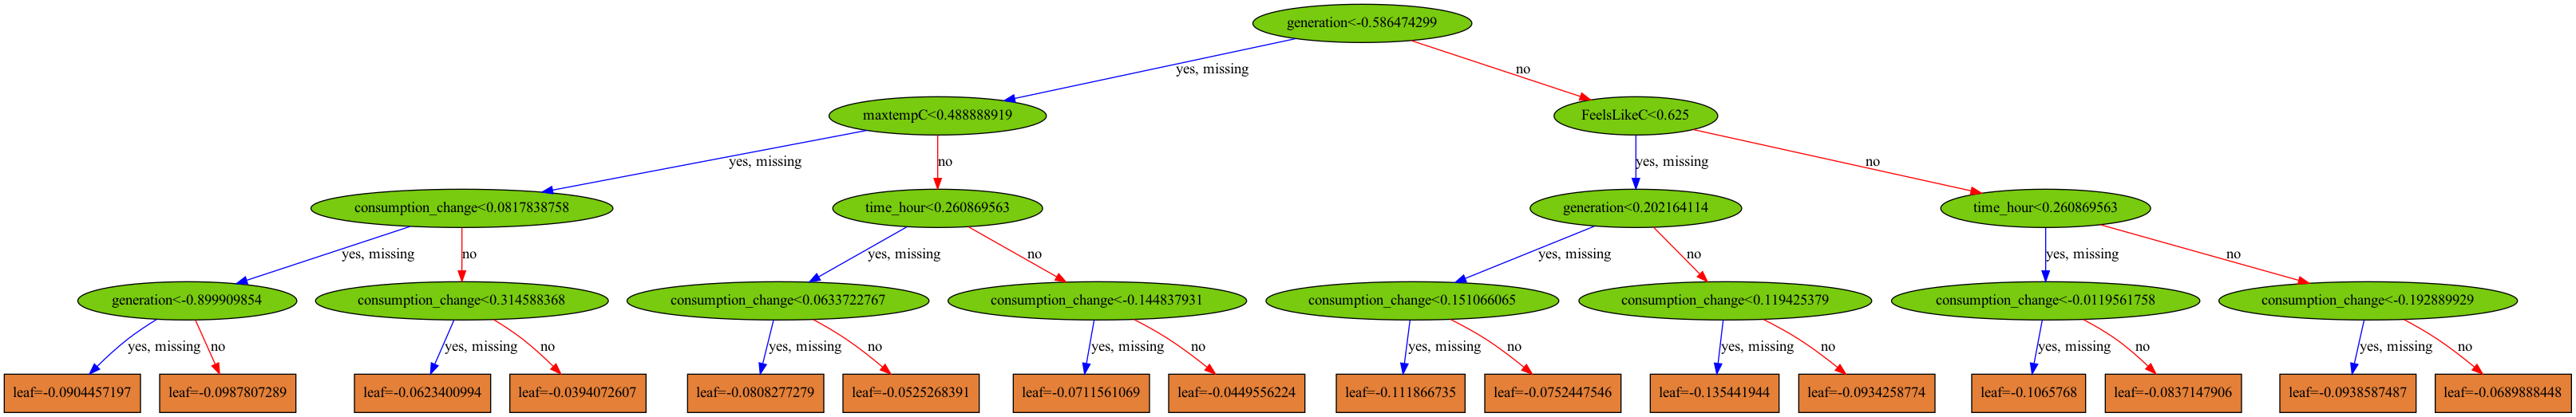 generation<-0.586474299
yes, missing
no
maxtempC<0.488888919
FeelsLikeC<0.625
yes, missing
no
yes, missing
no
consumption_change<0.0817838758
time_hour<0.260869563
generation<0.202164114
time_hour<0.260869563
yes, missing
no
yes, missing
no
yes, missing
no
yes, missing
no
generation<-0.899909854
consumption_change<0.314588368
consumption_change<0.0633722767
consumption_change<-0.144837931
consumption_change<0.151066065
consumption_change<0.119425379
consumption_change<-0.0119561758
consumption_change<-0.192889929
yes, missing
no
yes, missing
no
yes, missing
no
yes, missing
no
yes, missing
no
yes, missing
no
yes, missing
no
yes, missing
no
leaf=-0.0904457197
leaf=-0.0987807289
leaf=-0.0623400994
leaf=-0.0394072607
leaf=-0.0808277279
leaf=-0.0525268391
leaf=-0.0711561069
leaf=-0.0449556224
leaf=-0.111866735
leaf=-0.0752447546
leaf=-0.135441944
leaf=-0.0934258774
leaf=-0.1065768
leaf=-0.0837147906
leaf=-0.0938587487
leaf=-0.0689888448